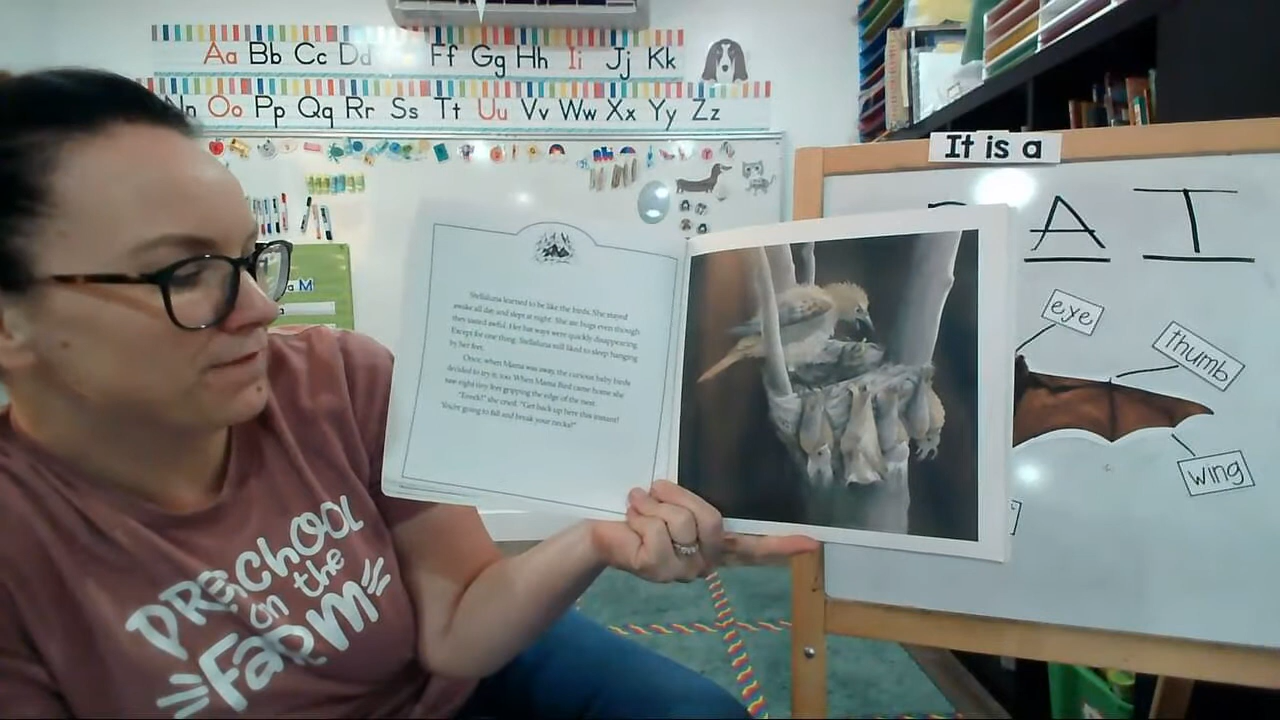 Aa Bb Cc Dd Ff Gg Hh Ii Jj Kk
Nn Oo Pp Qq Rr Ss Tt Uu Vv Ww Xx Yy Zz
It is a
A T
eye
thumb
wing
M
Stellaluna learned to be like the birds. She stayed
awake all day and slept at night. She ate bugs even though
they tasted awful. Her bat ways were quickly disappearing.
Except for one thing: Stellaluna still liked to sleep hanging
by her feet.
Once, when Mama was away, the curious baby birds
decided to try it, too. When Mama Bird came home she
saw eight tiny feet gripping the edge of the nest.
"Eeeek!" she cried. "Get back up here this instant!
You're going to fall and break your necks!"
PRESCHOOL
on the
FARM